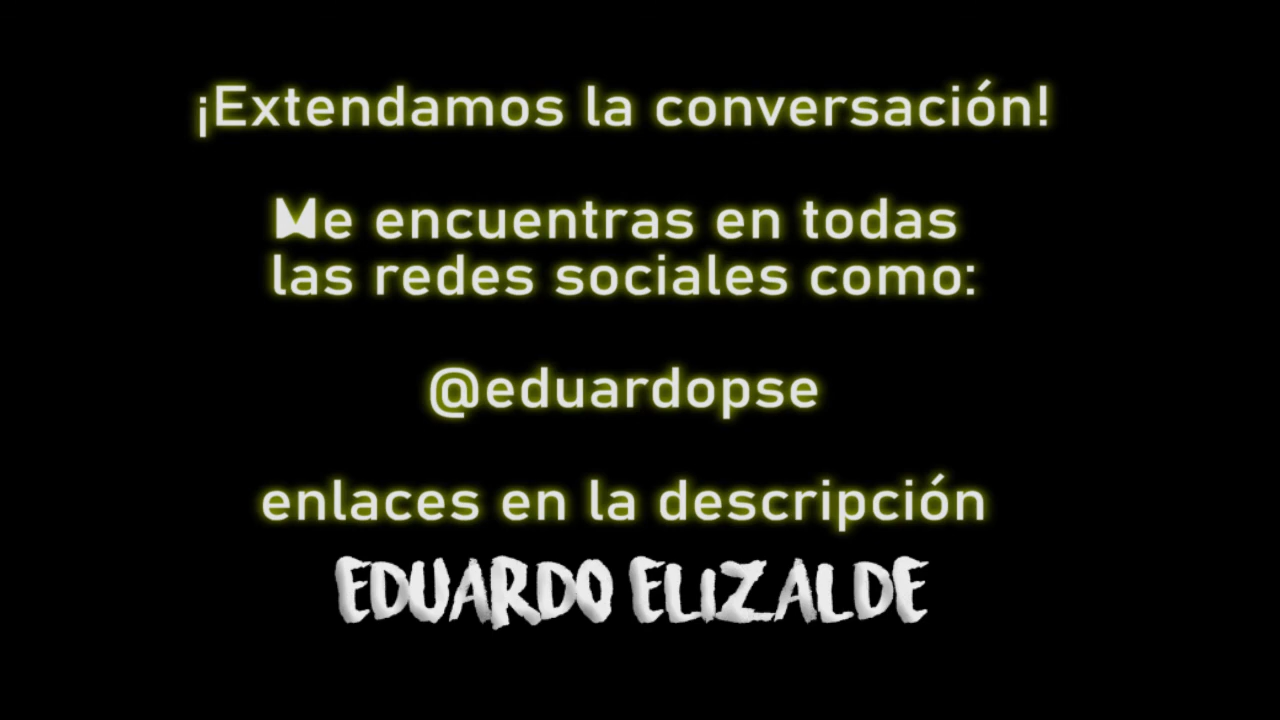 ¡Extendamos la conversación!
Me encuentras en todas
las redes sociales como:
@eduardopse
enlaces en la descripción
EDUARDO ELIZALDE